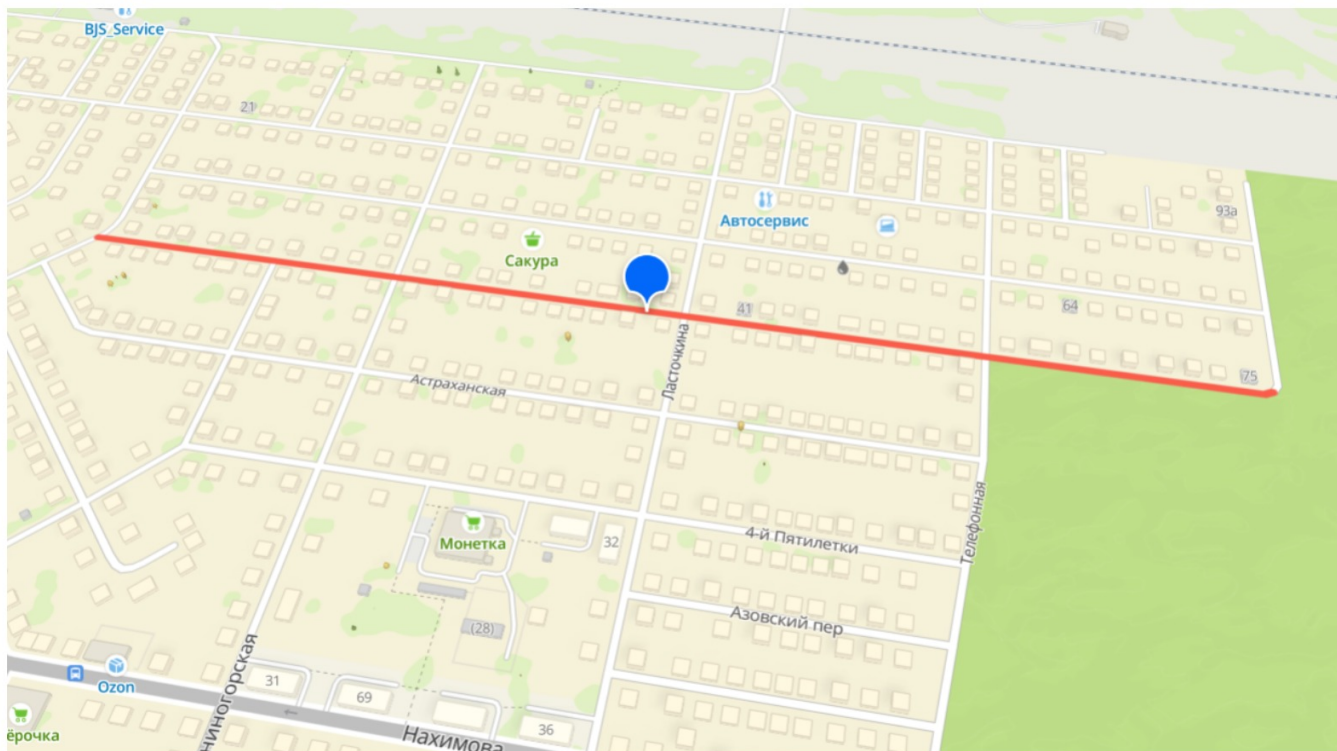 BJS_Service
21
93а
Автосервис
Сакура
41
64
Ласточкина
75
Астраханская
Монетка
32
4-й Пятилетки
Телефонная
Азовский пер
(28)
Ozon
31
69
36
ниногорская
Нахимова
ёрочка